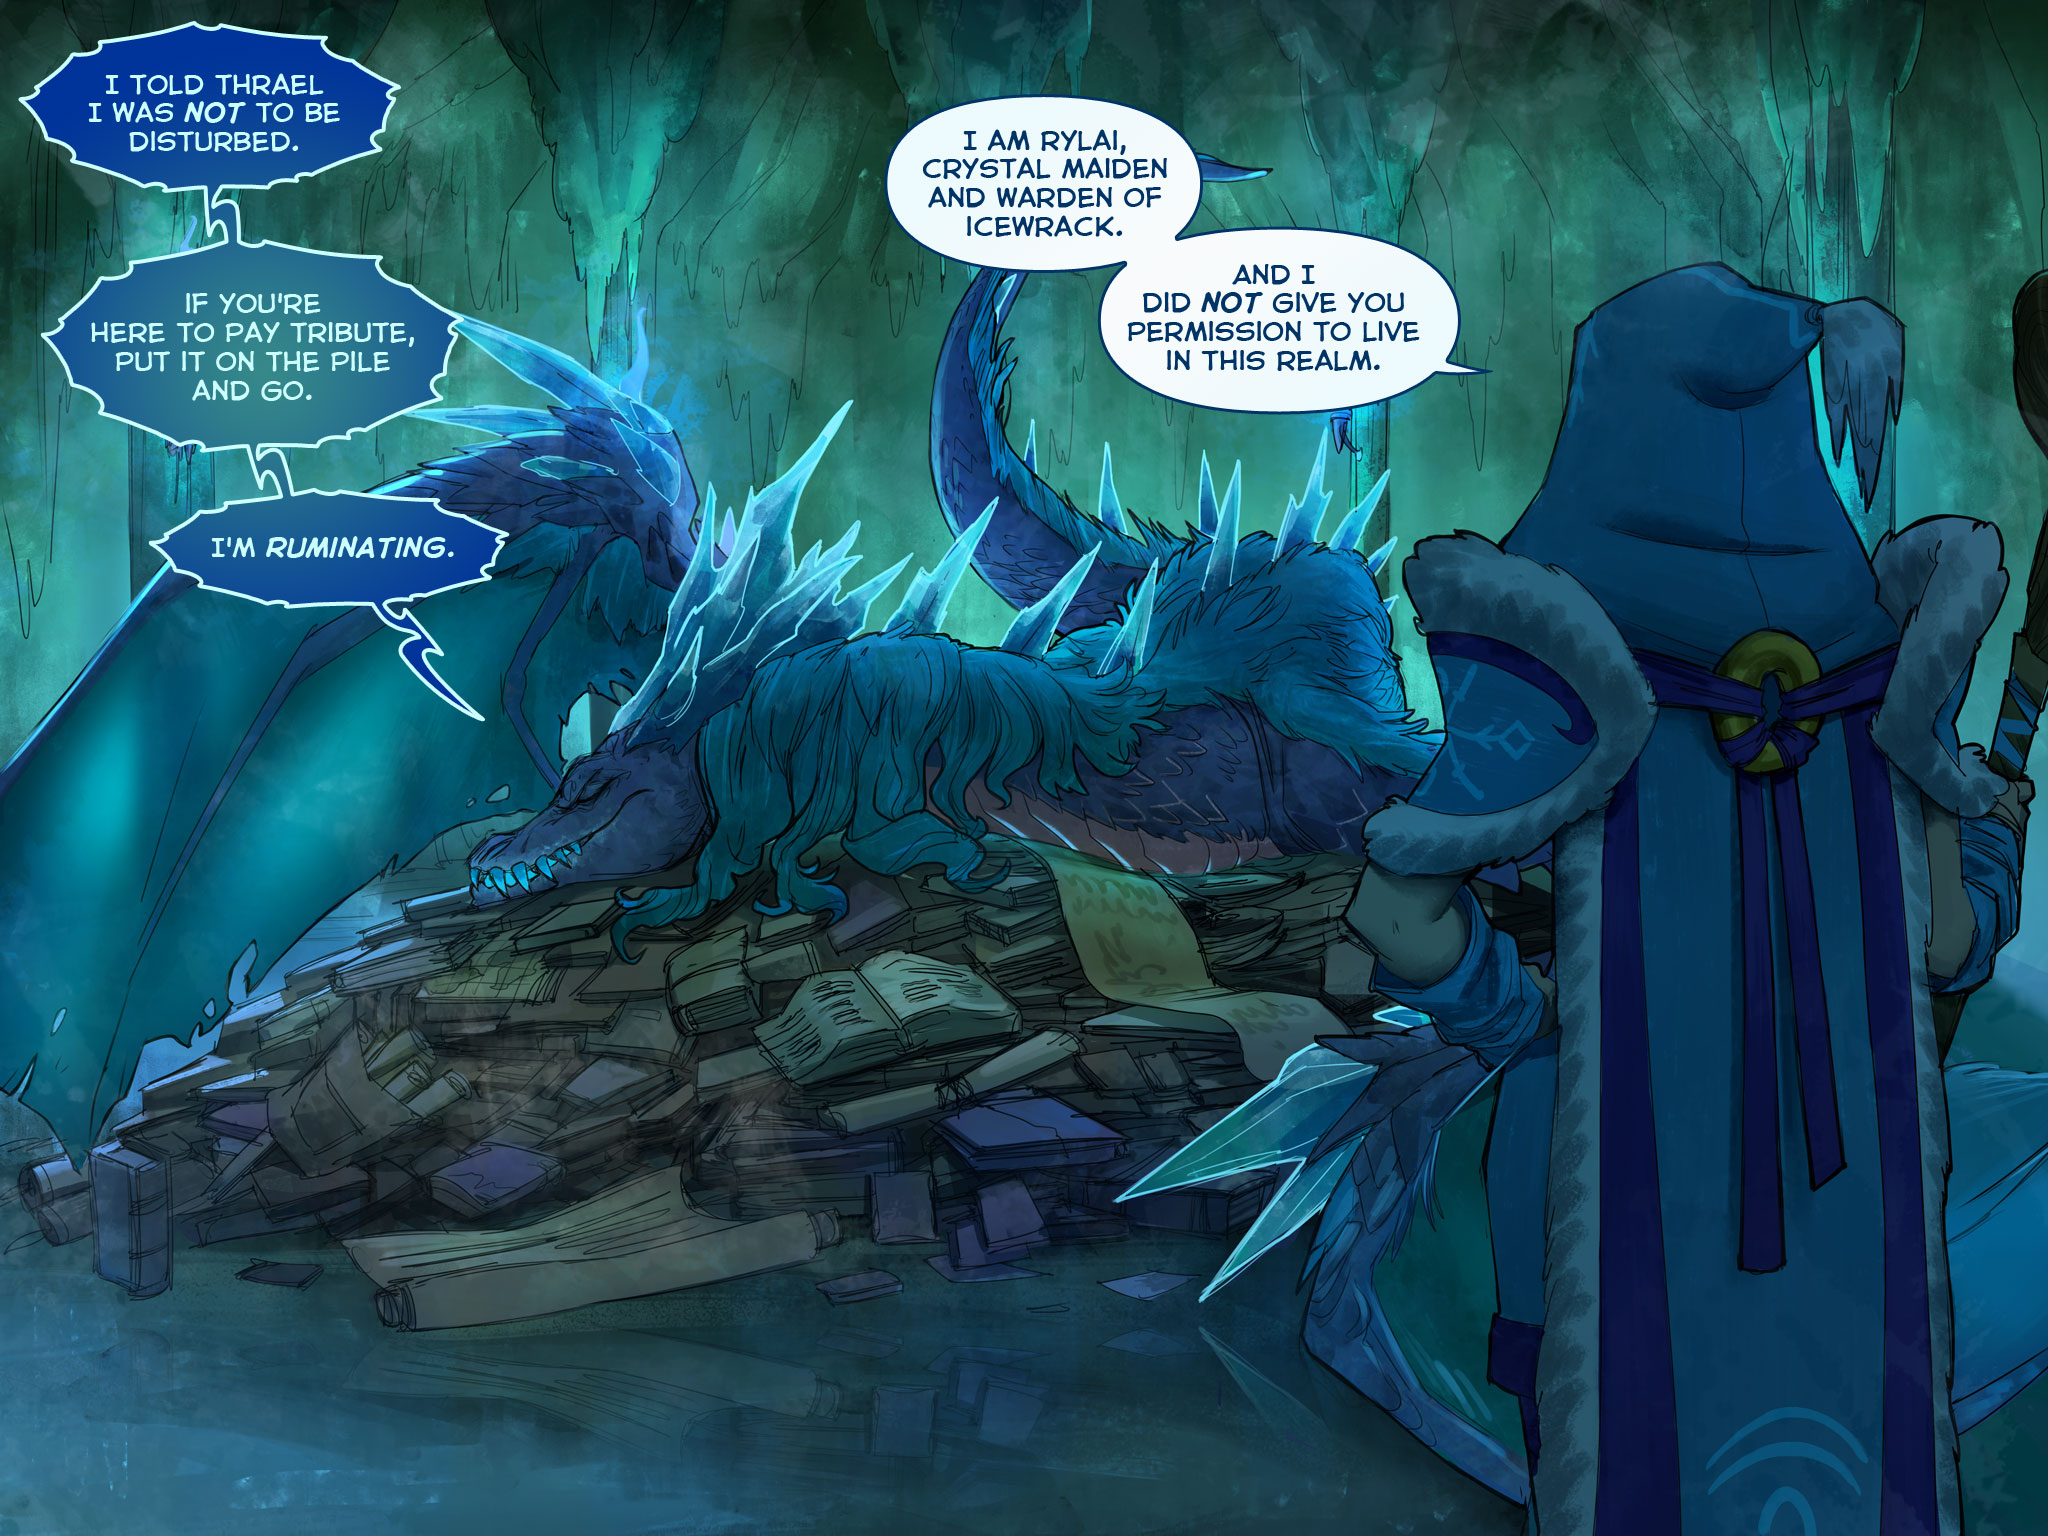 I TOLD THRAEL
I WAS NOT TO BE
DISTURBED.
IF YOU'RE
HERE TO PAY TRIBUTE,
PUT IT ON THE PILE
AND GO.
I'M RUMINATING.
I AM RYLAI,
CRYSTAL MAIDEN
AND WARDEN OF
ICEWRACK.
AND I
DID NOT GIVE YOU
PERMISSION TO LIVE
IN THIS REALM.